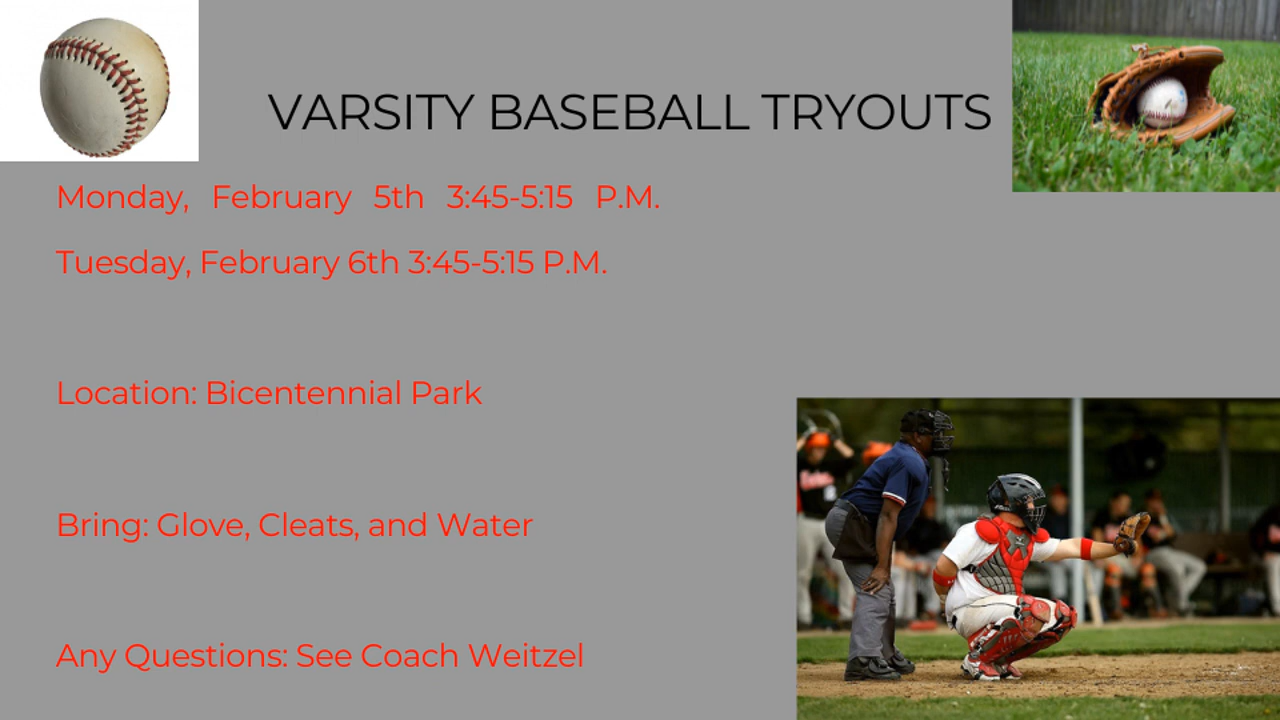 VARSITY BASEBALL TRYOUTS
Monday, February 5th 3:45-5:15 P.M.
Tuesday, February 6th 3:45-5:15 P.M.
Location: Bicentennial Park
Bring: Glove, Cleats, and Water
Any Questions: See Coach Weitzel